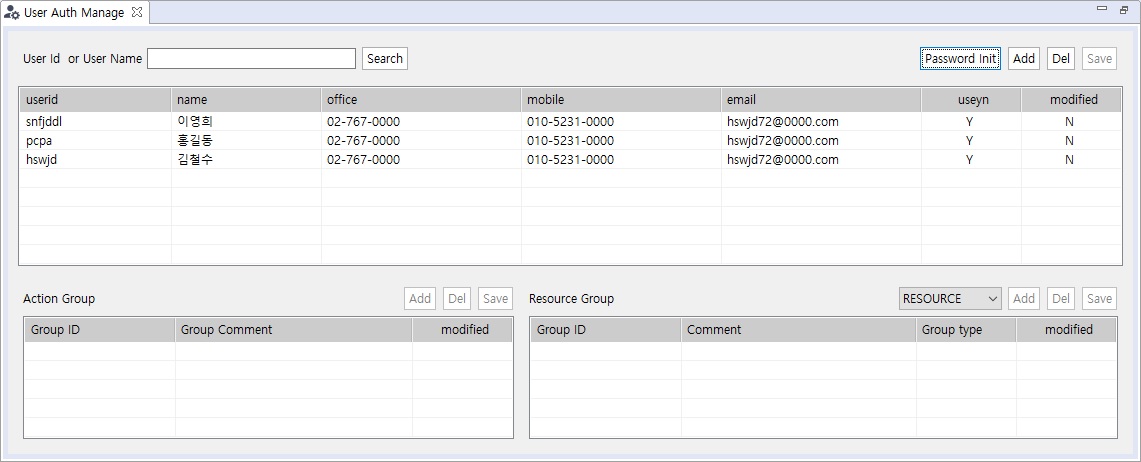 User Auth Manage
User Id or User Name Search Password Init Add Del Save
userid name office mobile email useyn modified
snfjddl 이영희 02-767-0000 010-5231-0000 hswjd72@0000.com Y N
pcpa 홍길동 02-767-0000 010-5231-0000 hswjd72@0000.com Y N
hswjd 김철수 02-767-0000 010-5231-0000 hswjd72@0000.com Y N
Action Group Add Del Save Resource Group RESOURCE Add Del Save
Group ID Group Comment modified Group ID Comment Group type modified